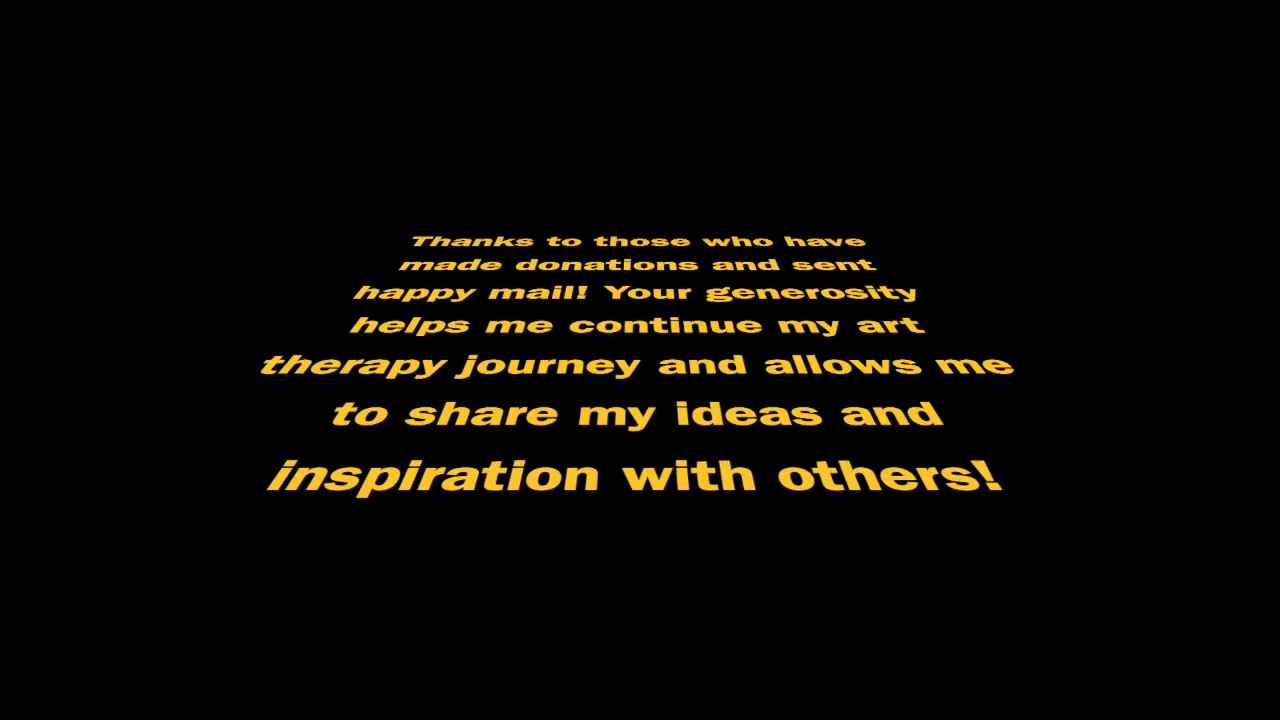 Thanks to those who have
made donations and sent
happy mail! Your generosity
helps me continue my art
therapy journey and allows me
to share my ideas and
inspiration with others!